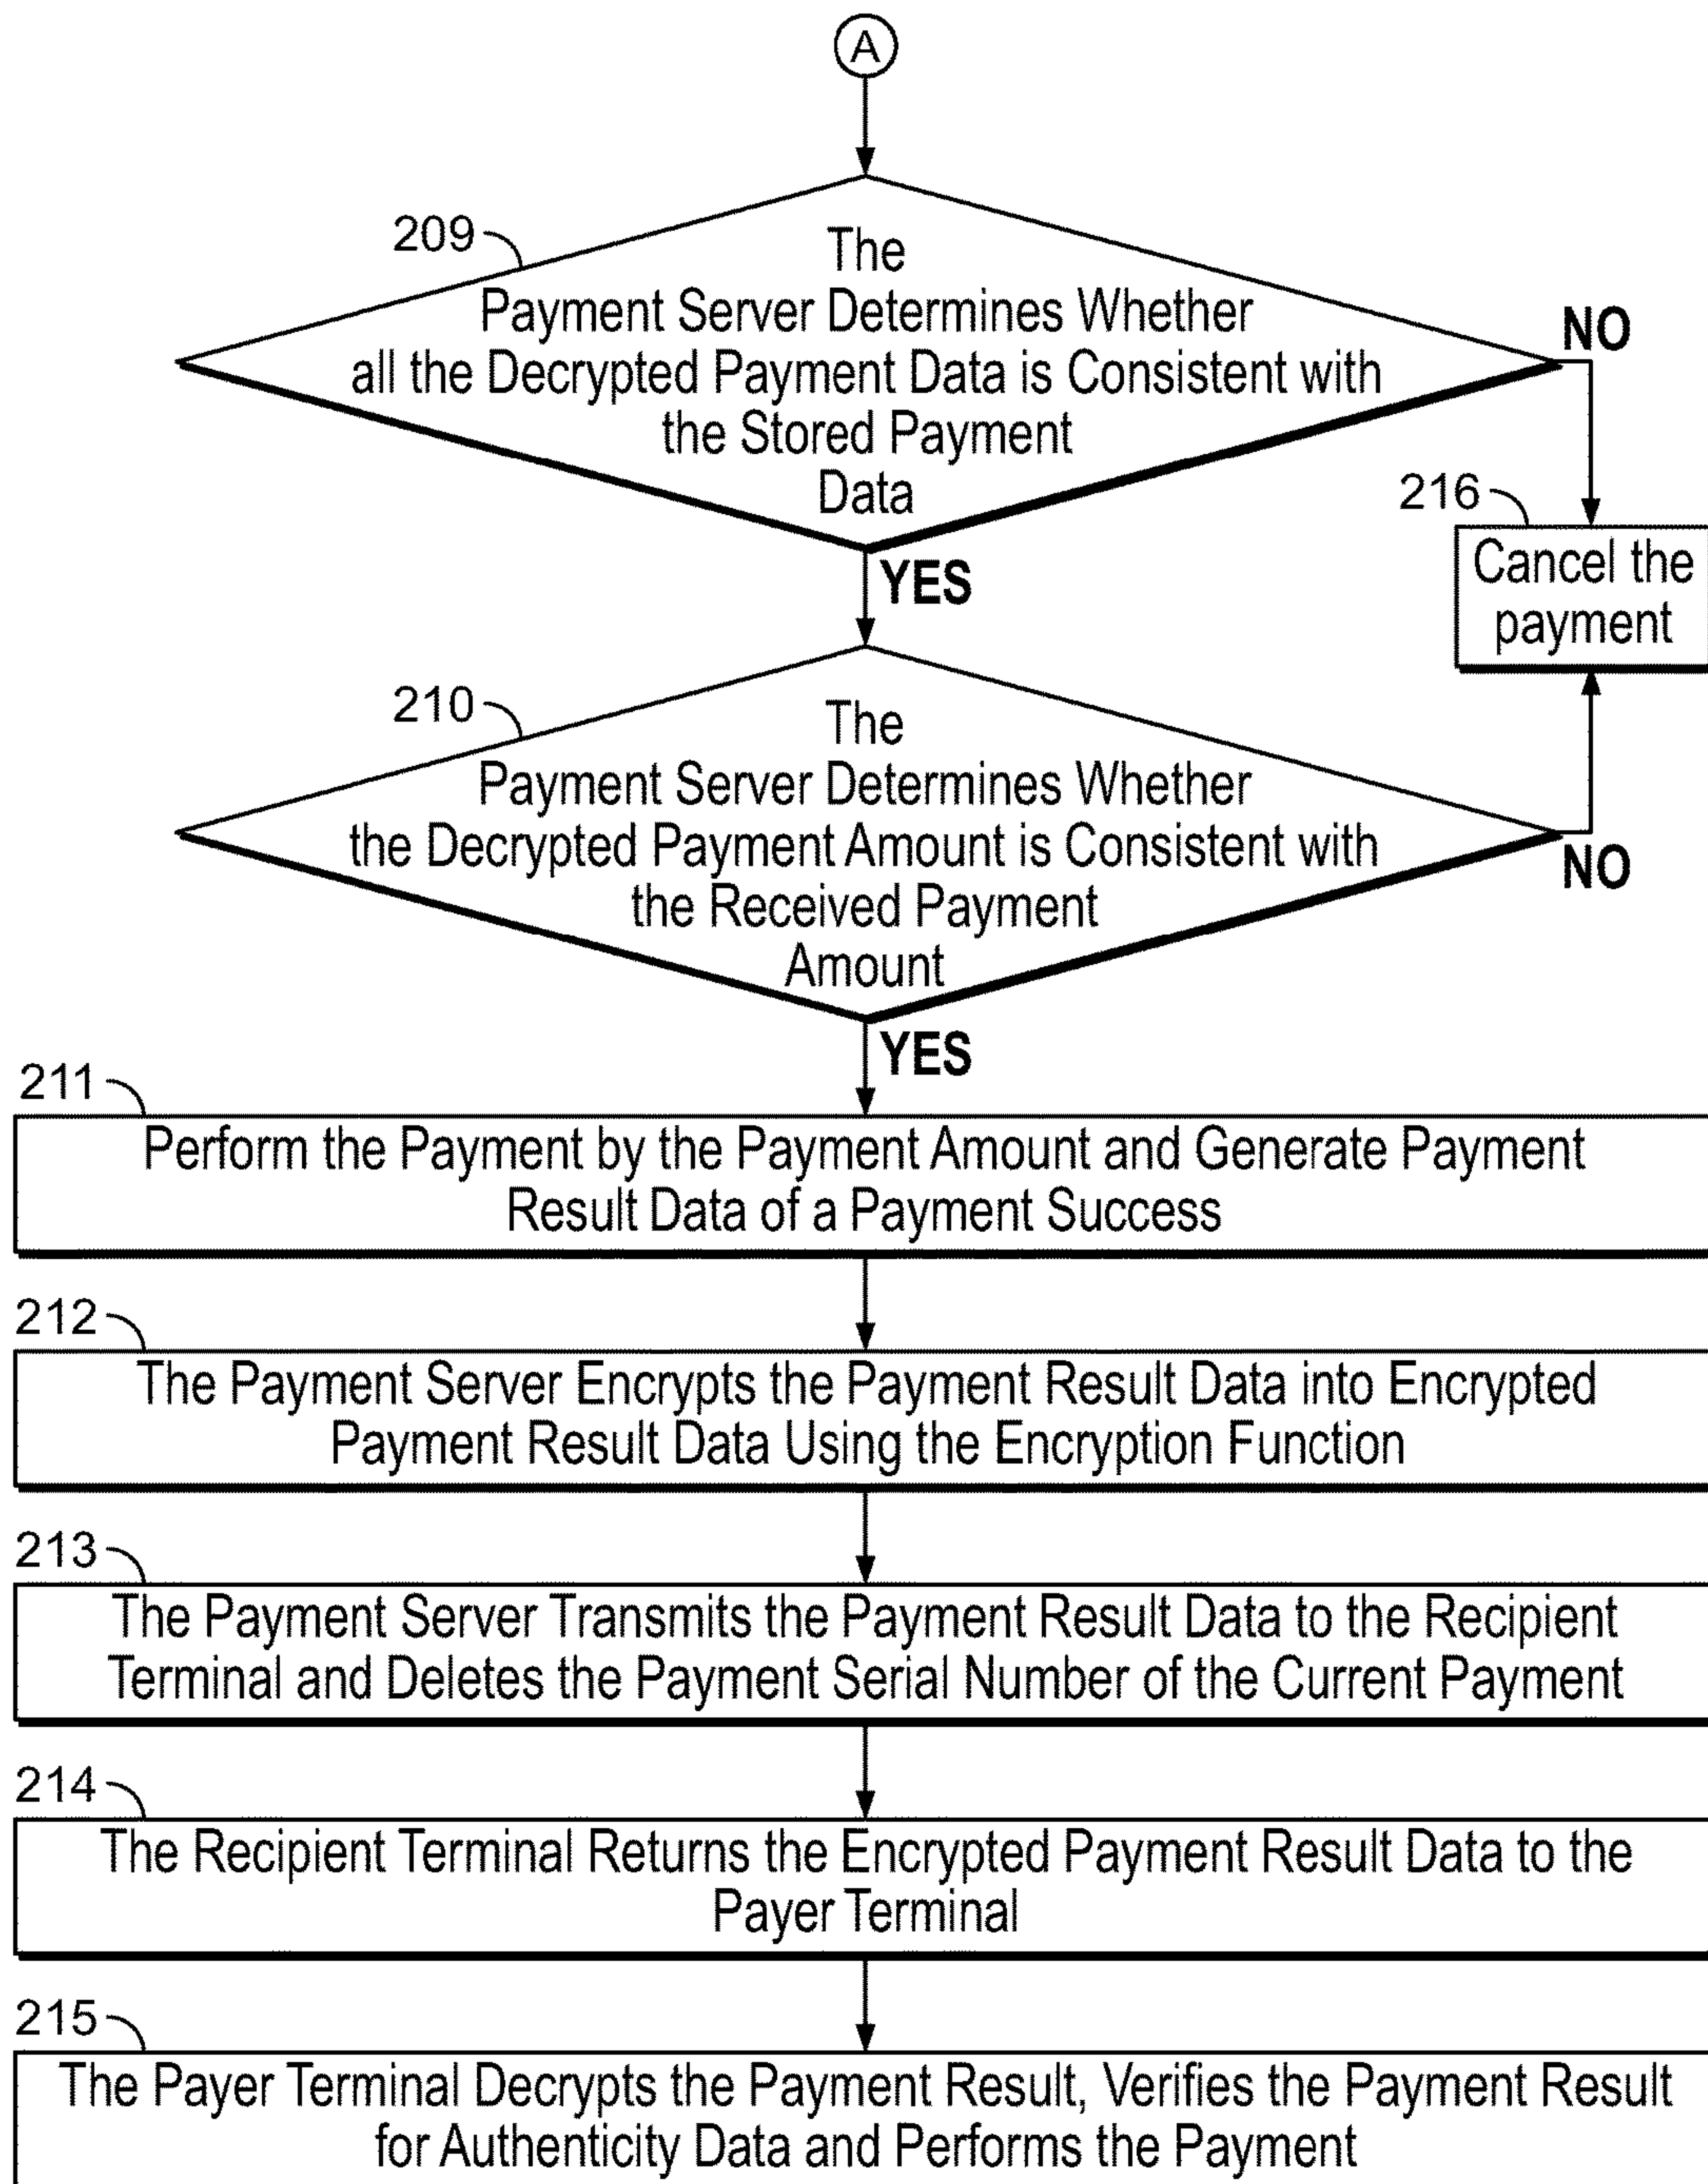 A
209
The
Payment Server Determines Whether
all the Decrypted Payment Data is Consistent with
the Stored Payment
Data
NO
YES
216
Cancel the
payment
210
The
Payment Server Determines Whether
the Decrypted Payment Amount is Consistent with
the Received Payment
Amount
NO
YES
211
Perform the Payment by the Payment Amount and Generate Payment
Result Data of a Payment Success
212
The Payment Server Encrypts the Payment Result Data into Encrypted
Payment Result Data Using the Encryption Function
213
The Payment Server Transmits the Payment Result Data to the Recipient
Terminal and Deletes the Payment Serial Number of the Current Payment
214
The Recipient Terminal Returns the Encrypted Payment Result Data to the
Payer Terminal
215
The Payer Terminal Decrypts the Payment Result, Verifies the Payment Result
for Authenticity Data and Performs the Payment